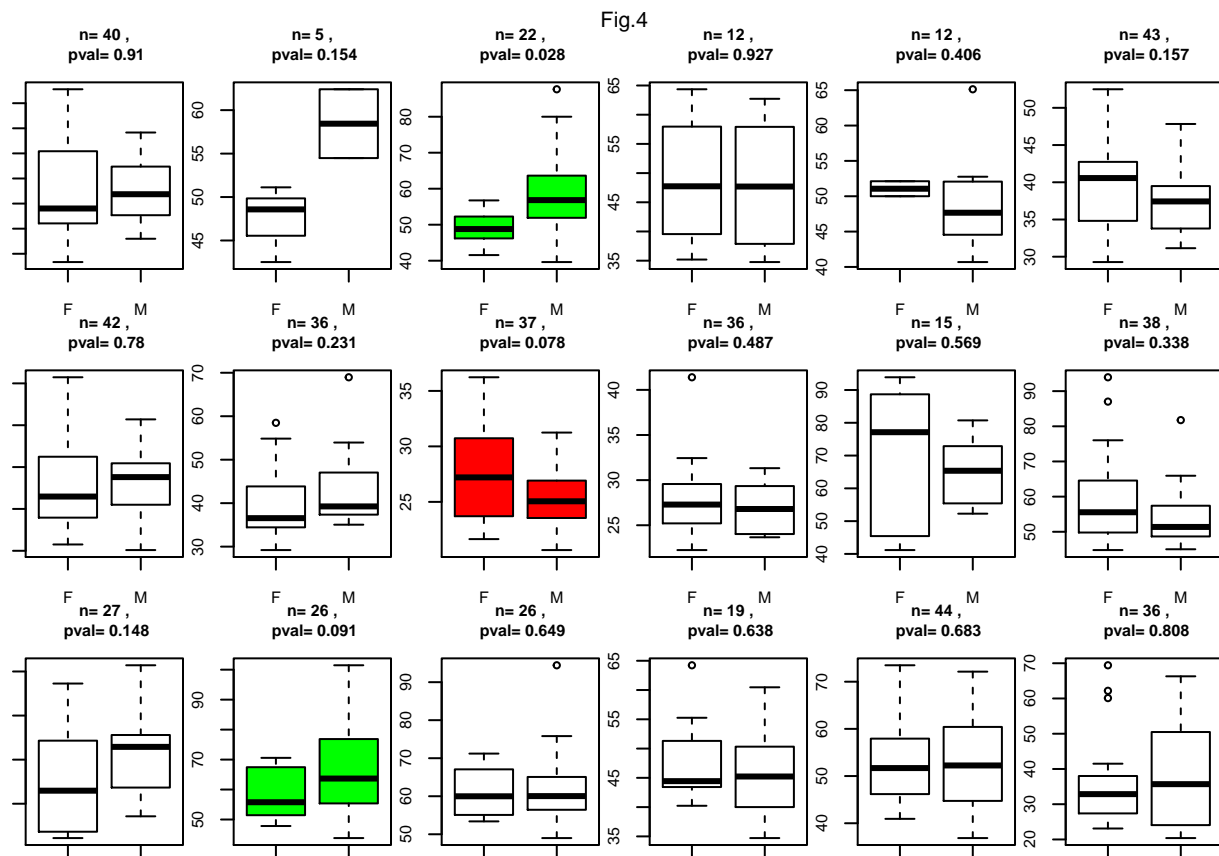 Fig.4
n= 40 ,
pval= 0.91
F M
n= 5 ,
pval= 0.154
60
55
50
45
F M
n= 22 ,
pval= 0.028
80
70
60
50
40
F M
n= 12 ,
pval= 0.927
65
55
45
35
F M
n= 12 ,
pval= 0.406
65
60
55
50
45
40
F M
n= 43 ,
pval= 0.157
50
45
40
35
30
F M
n= 42 ,
pval= 0.78
F M
n= 36 ,
pval= 0.231
70
60
50
40
30
F M
n= 37 ,
pval= 0.078
35
30
25
F M
n= 36 ,
pval= 0.487
40
35
30
25
F M
n= 15 ,
pval= 0.569
90
80
70
60
50
40
F M
n= 38 ,
pval= 0.338
90
80
70
60
50
F M
n= 27 ,
pval= 0.148
n= 26 ,
pval= 0.091
90
70
50
n= 26 ,
pval= 0.649
90
80
70
60
50
n= 19 ,
pval= 0.638
65
55
45
35
n= 44 ,
pval= 0.683
70
60
50
40
n= 36 ,
pval= 0.808
70
60
50
40
30
20